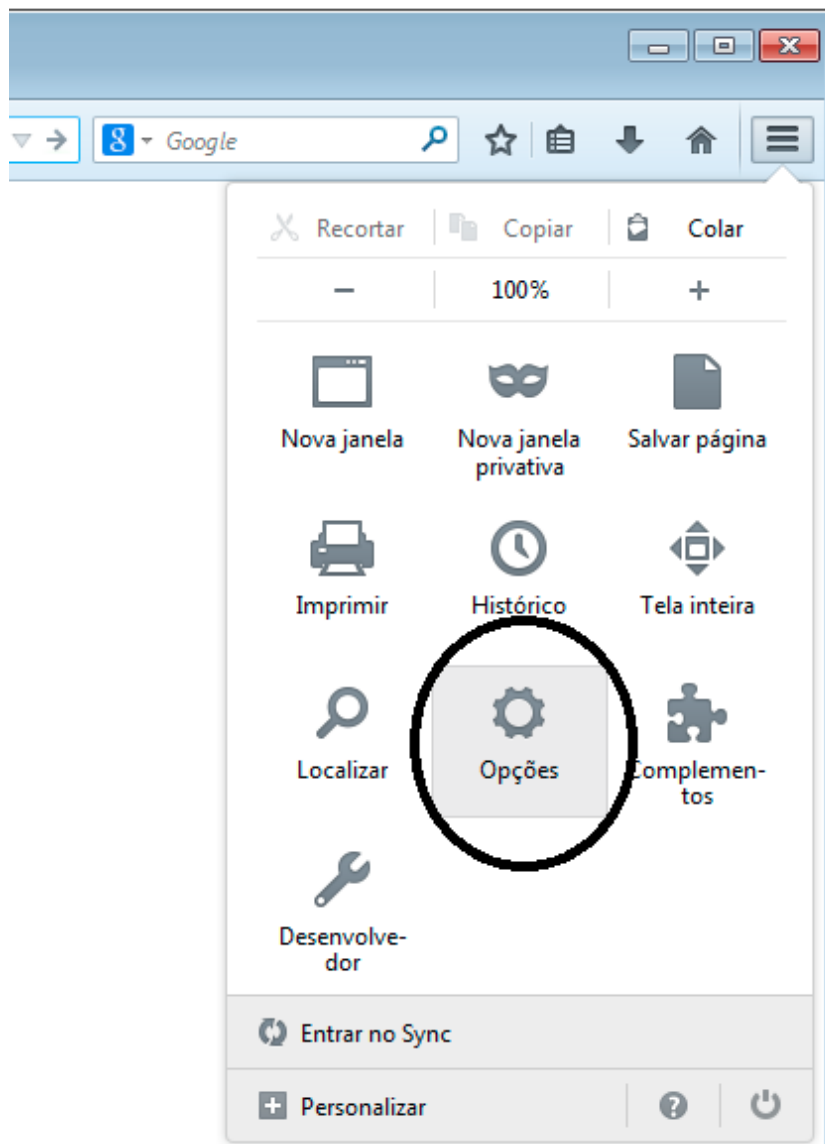 8 Google
Recortar Copiar Colar
− 100% +
Nova janela Nova janela Salvar página
privativa
Imprimir Histórico Tela inteira
Localizar Opções Complemen-
tos
Desenvolve-
dor
Entrar no Sync
Personalizar ?